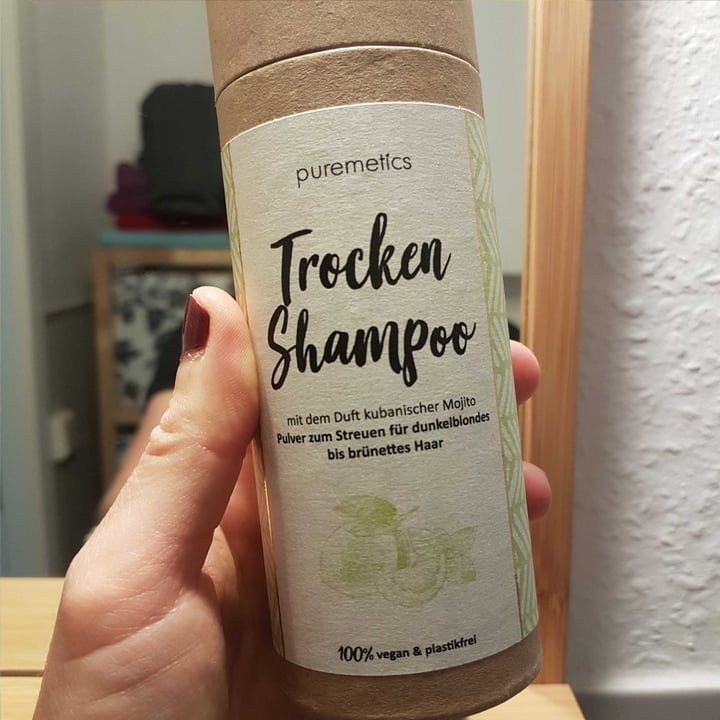 puremetics
Trocken
Shampoo
mit dem Duft kubanischer Mojito
Pulver zum Streuen für dunkelblondes
bis brünettes Haar
100% vegan & plastikfrei